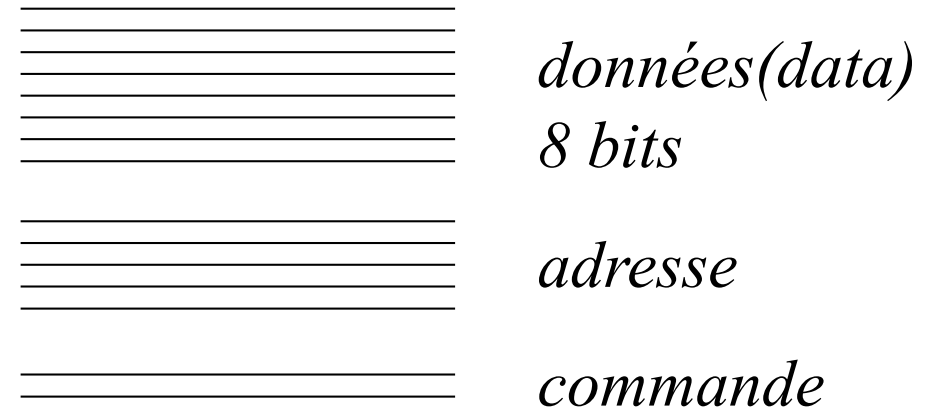 données(data)
8 bits
adresse
commande